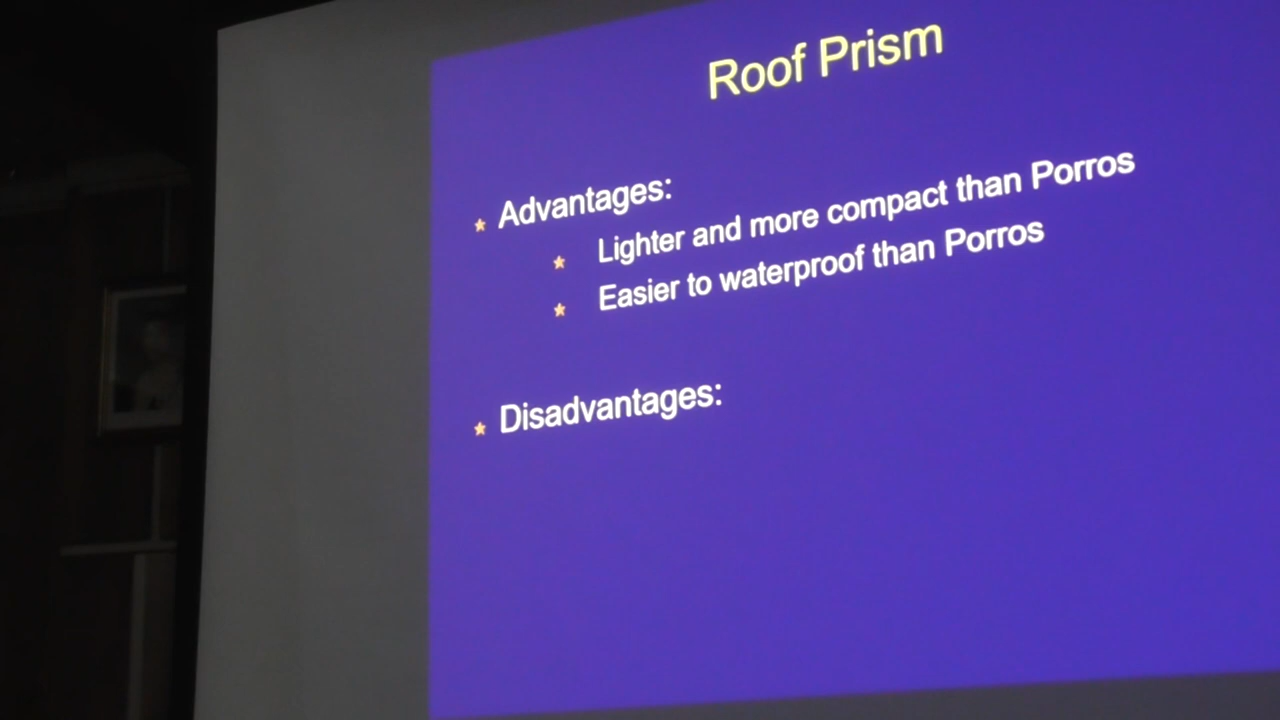 Roof Prism
Advantages:
Lighter and more compact than Porros
Easier to waterproof than Porros
Disadvantages: